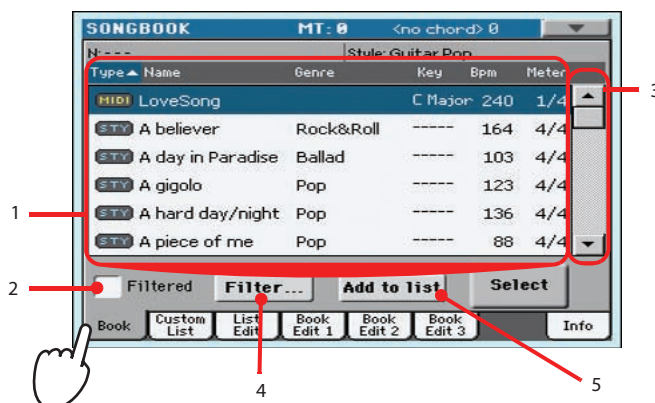 SONGBOOK MT: 0 <no chord> 0
N:--- Style: Guitar Pop
Type Name Genre Key Bpm Meter
MIDI LoveSong C Major 240 1/4
STY A believer Rock&Roll ----- 164 4/4
STY A day in Paradise Ballad ----- 103 4/4
STY A gigolo Pop ----- 123 4/4
STY A hard day/night Pop ----- 136 4/4
STY A piece of me Pop ----- 88 4/4
Filtered Filter... Add to list Select
Book Custom List List Edit Book Edit 1 Book Edit 2 Book Edit 3 Info
1
2
3
4
5